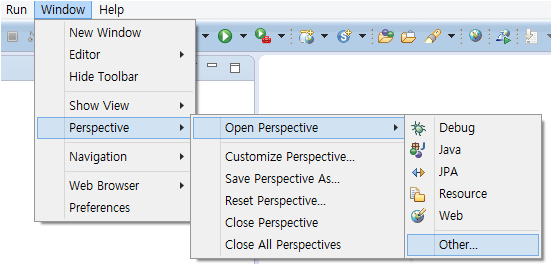 Run Window Help
New Window
Editor
Hide Toolbar
Show View
Perspective
Navigation
Web Browser
Preferences
Open Perspective
Customize Perspective...
Save Perspective As...
Reset Perspective...
Close Perspective
Close All Perspectives
Debug
Java
JPA
Resource
Web
Other...